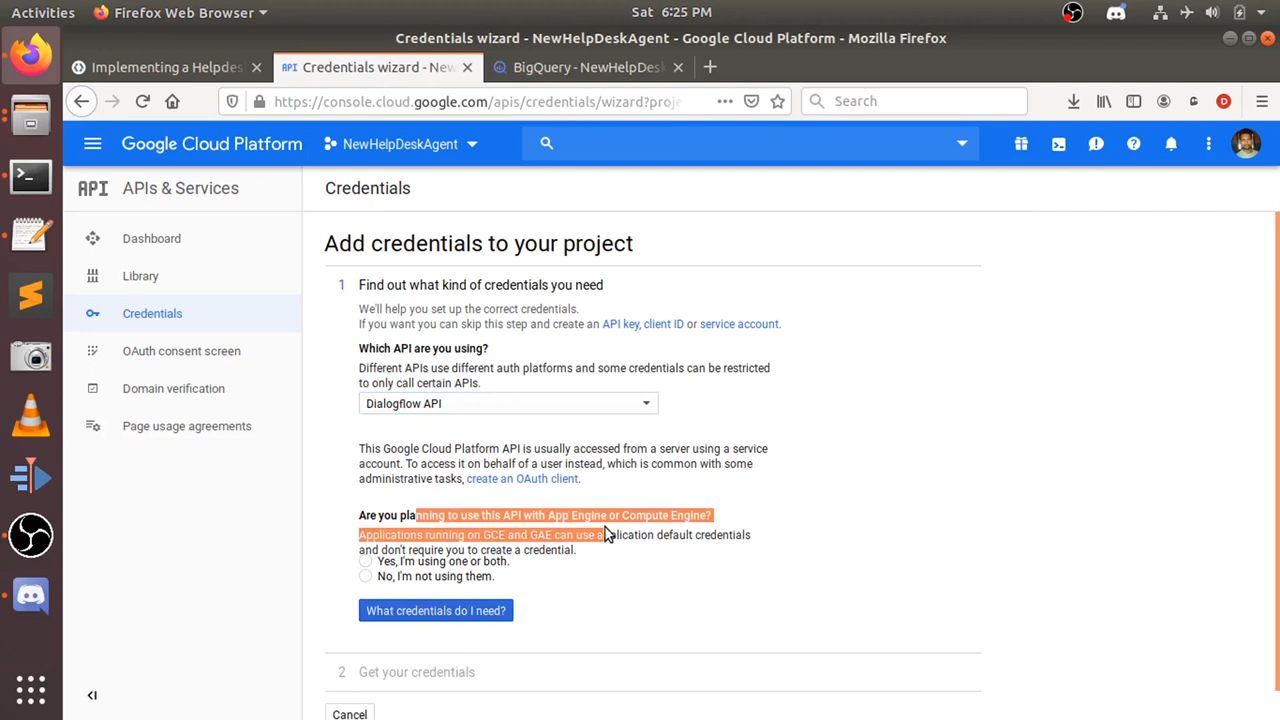 Activities
Firefox Web Browser
Sat 6:25 PM
Credentials wizard - NewHelpDeskAgent - Google Cloud Platform - Mozilla Firefox
Implementing a Helpdes
API Credentials wizard - New
BigQuery - NewHelpDesk
https://console.cloud.google.com/apis/credentials/wizard?proje
Search
Google Cloud Platform
NewHelpDeskAgent
API APIs & Services
Credentials
Dashboard
Library
Credentials
OAuth consent screen
Domain verification
Page usage agreements
Add credentials to your project
1 Find out what kind of credentials you need
We'll help you set up the correct credentials.
If you want you can skip this step and create an API key, client ID or service account.
Which API are you using?
Different APIs use different auth platforms and some credentials can be restricted
to only call certain APIs.
Dialogflow API
This Google Cloud Platform API is usually accessed from a server using a service
account. To access it on behalf of a user instead, which is common with some
administrative tasks, create an OAuth client.
Are you planning to use this API with App Engine or Compute Engine?
Applications running on GCE and GAE can use application default credentials
and don't require you to create a credential.
Yes, I'm using one or both.
No, I'm not using them.
What credentials do I need?
2 Get your credentials
Cancel